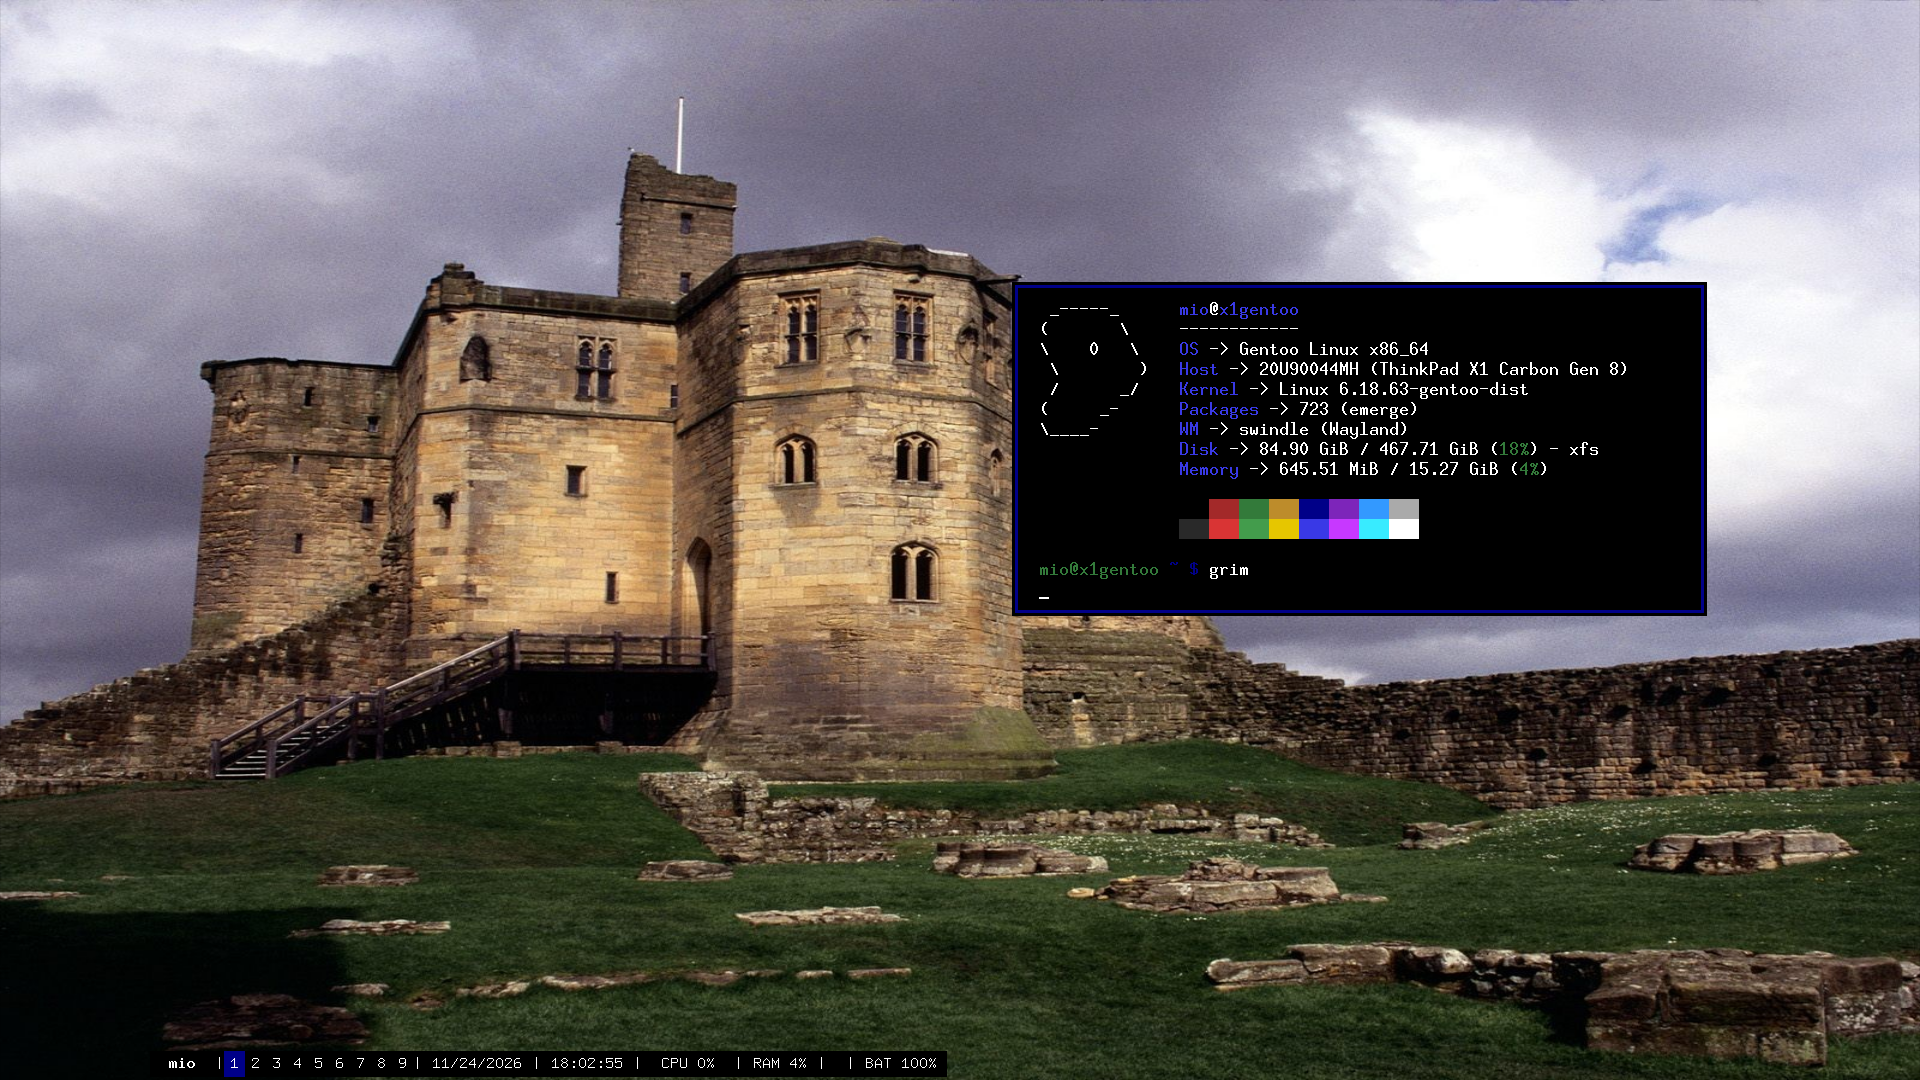 mio@x1gentoo
------------
OS -> Gentoo Linux x86_64
Host -> 20U90044MH (ThinkPad X1 Carbon Gen 8)
Kernel -> Linux 6.18.63-gentoo-dist
Packages -> 723 (emerge)
WM -> swindle (Wayland)
Disk -> 84.90 GiB / 467.71 GiB (18%) - xfs
Memory -> 645.51 MiB / 15.27 GiB (4%)
mio@x1gentoo ~ $ grim
mio | 1 2 3 4 5 6 7 8 9 | 11/24/2026 | 18:02:55 | CPU 0% | RAM 4% | | BAT 100%